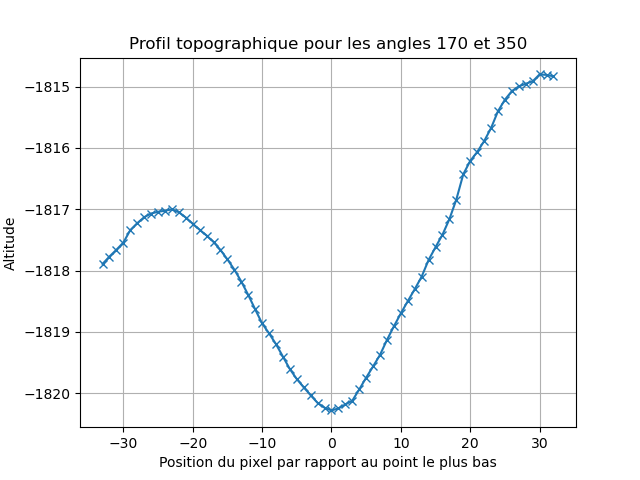 Profil topographique pour les angles 170 et 350
−1815
−1816
−1817
−1818
−1819
−1820
Altitude
−30 −20 −10 0 10 20 30
Position du pixel par rapport au point le plus bas